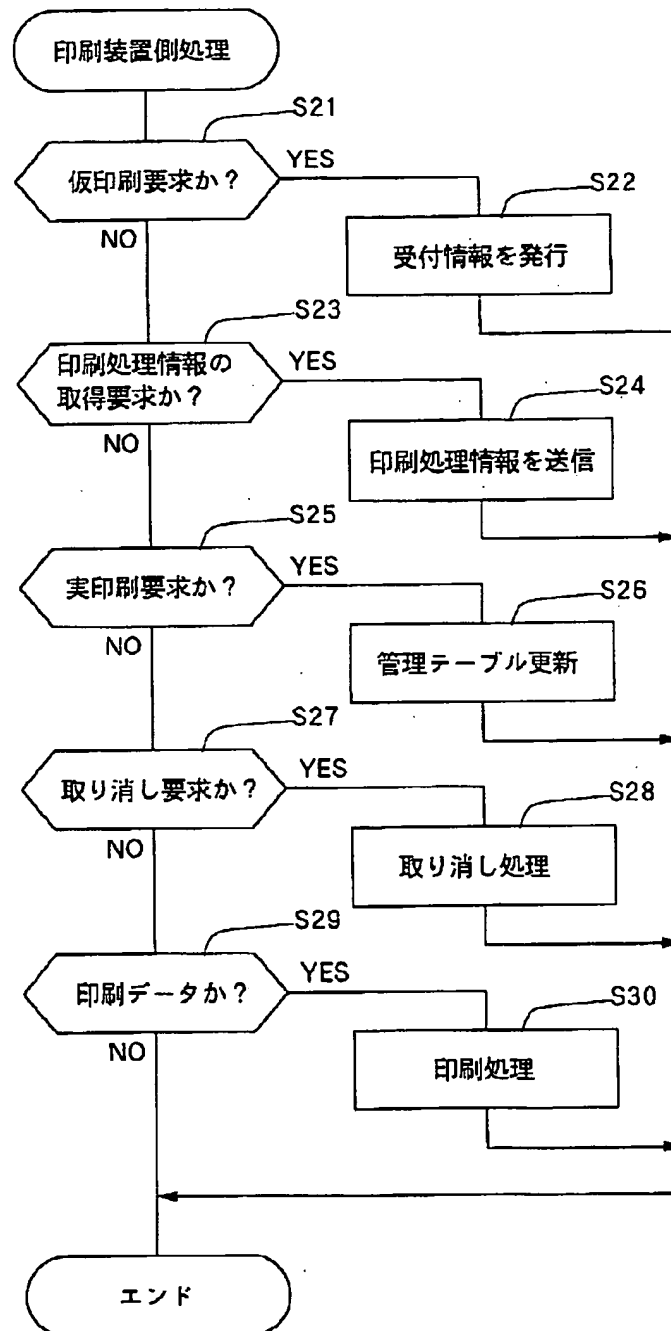 印刷装置側処理
S21
仮印刷要求か？
YES
NO
S22
受付情報を発行
S23
印刷処理情報の
取得要求か？
YES
NO
S24
印刷処理情報を送信
S25
実印刷要求か？
YES
NO
S26
管理テーブル更新
S27
取り消し要求か？
YES
NO
S28
取り消し処理
S29
印刷データか？
YES
NO
S30
印刷処理
エンド